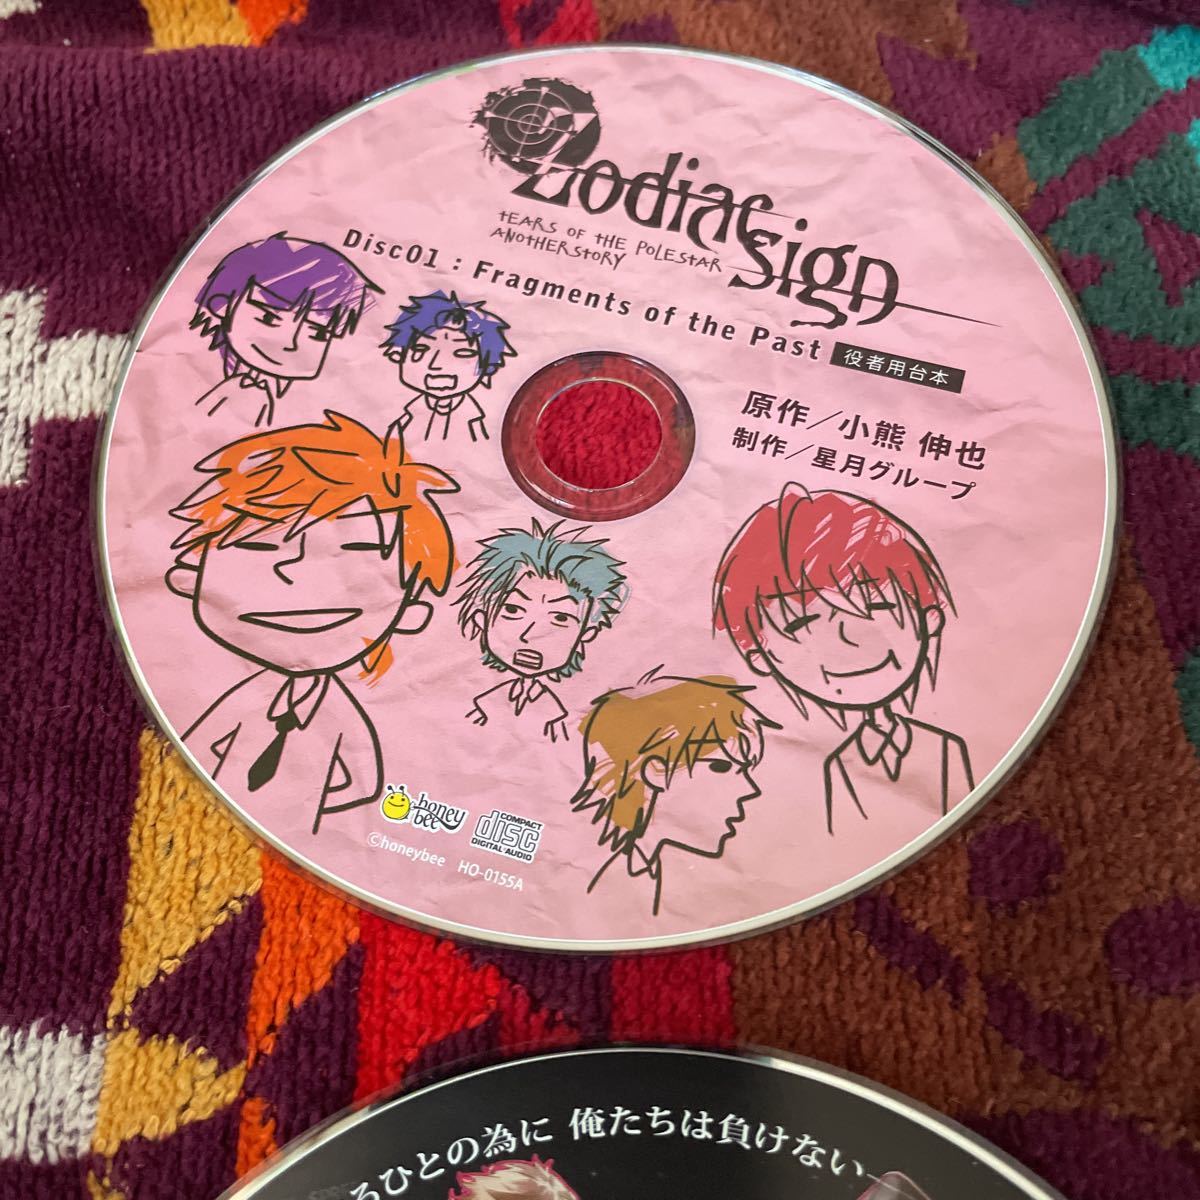 Zodiac Sign
tEARS OF tHE POLEStAR
ANOtHERStORY
Disc01 : Fragments of the Past 役者用台本
原作／小熊 伸也
制作／星月グループ
honey bee
COMPACT
disc
DIGITAL AUDIO
©honeybee HO-0155A
るひとの為に 俺たちは負けない